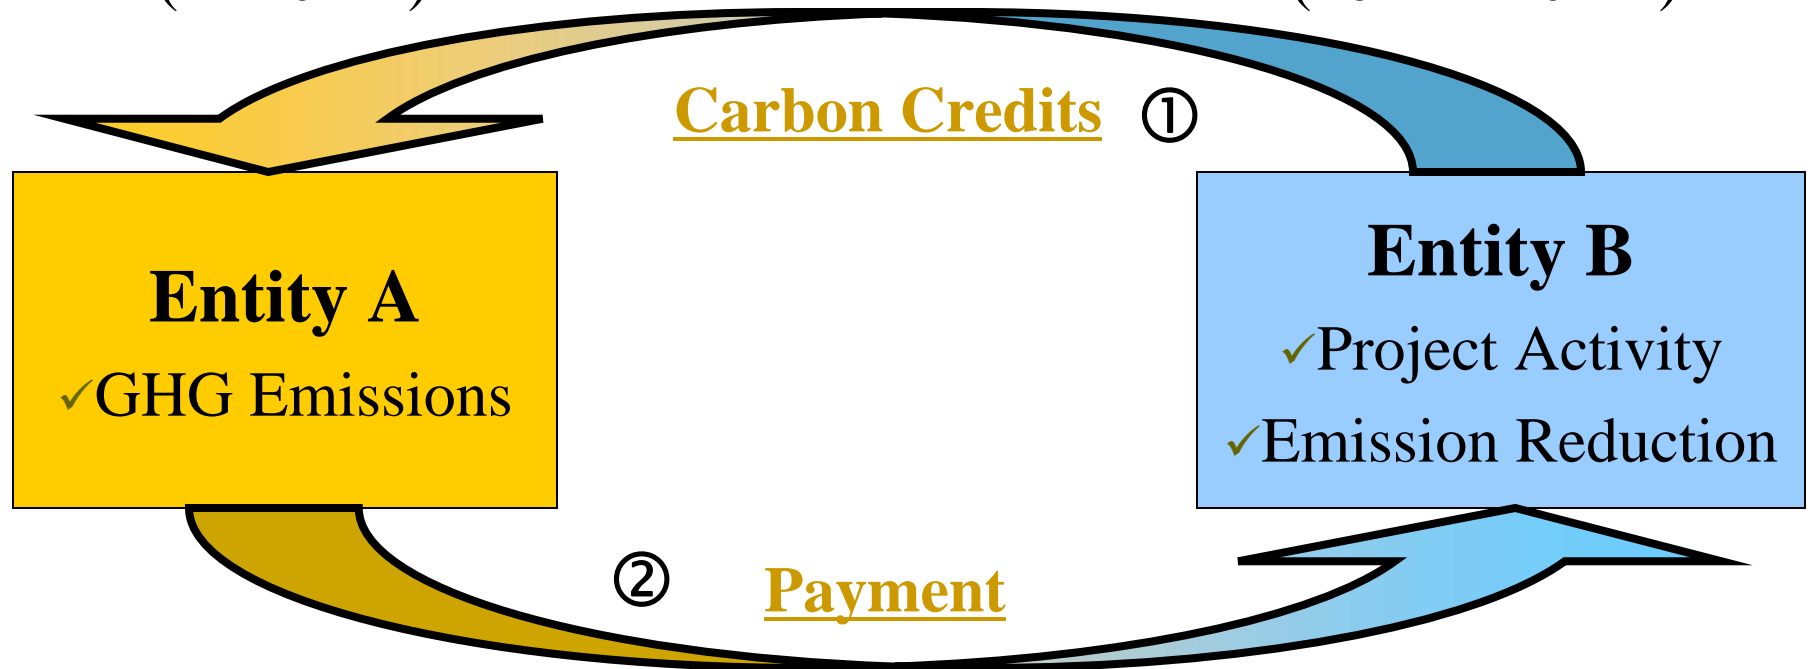 Carbon Credits ①
Entity A
✓GHG Emissions
Entity B
✓Project Activity
✓Emission Reduction
② Payment